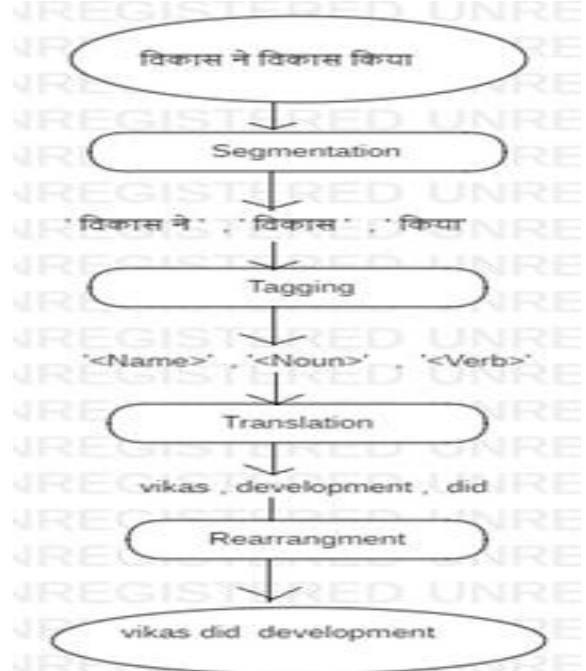 विकास ने विकास किया
Segmentation
' विकास ने ' , ' विकास ' , ' किया
Tagging
'<Name>' , '<Noun>' , '<Verb>'
Translation
vikas , development , did
Rearrangment
vikas did development